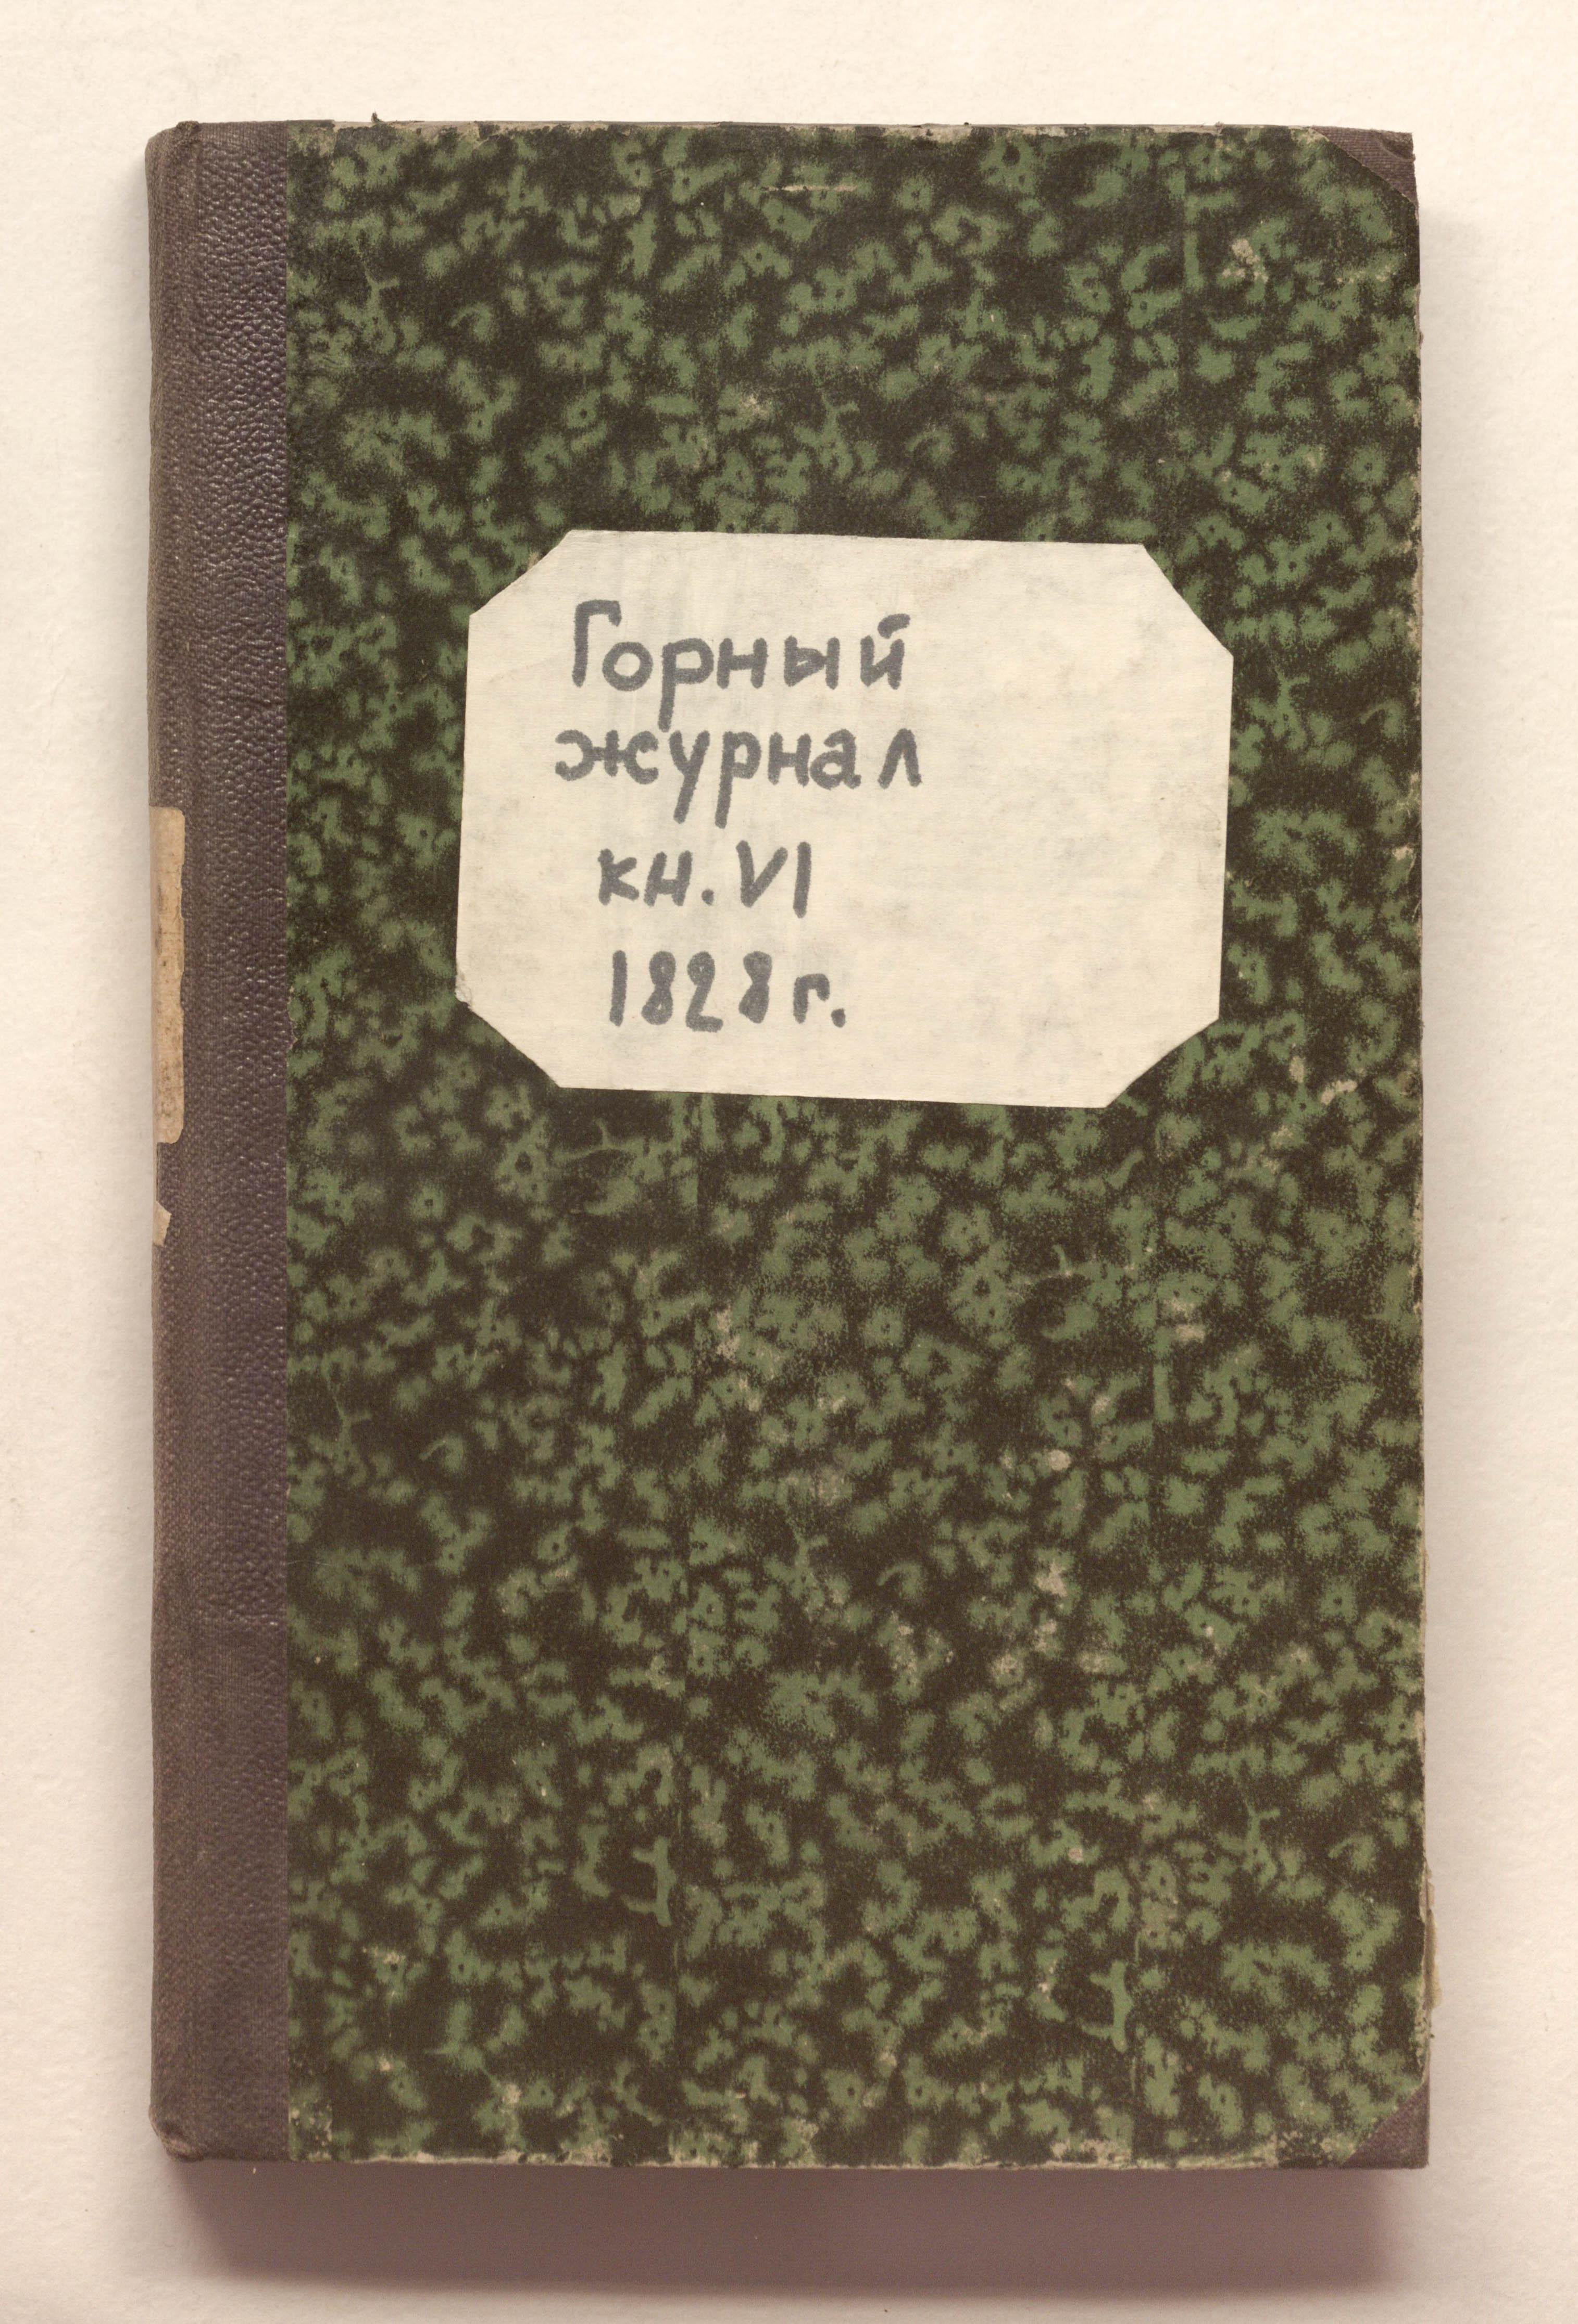 Горный
журнал
кн. VI
1828 г.